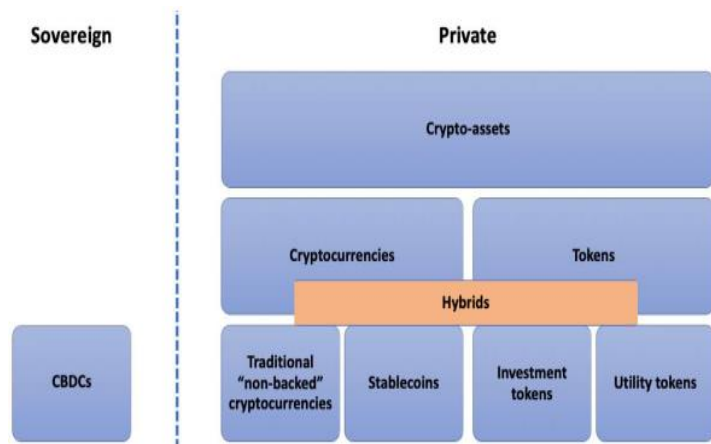 Sovereign
Private
Crypto-assets
Cryptocurrencies
Tokens
Hybrids
CBDCs
Traditional
“non-backed”
cryptocurrencies
Stablecoins
Investment
tokens
Utility tokens